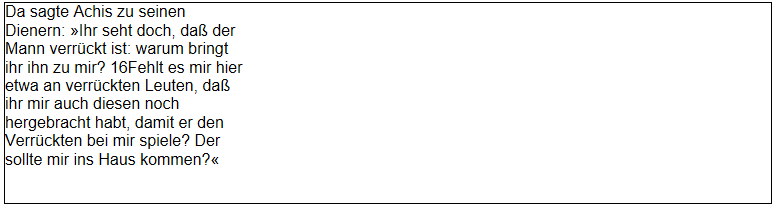 Da sagte Achis zu seinen
Dienern: »Ihr seht doch, daß der
Mann verrückt ist: warum bringt
ihr ihn zu mir? 16Fehlt es mir hier
etwa an verrückten Leuten, daß
ihr mir auch diesen noch
hergebracht habt, damit er den
Verrückten bei mir spiele? Der
sollte mir ins Haus kommen?«